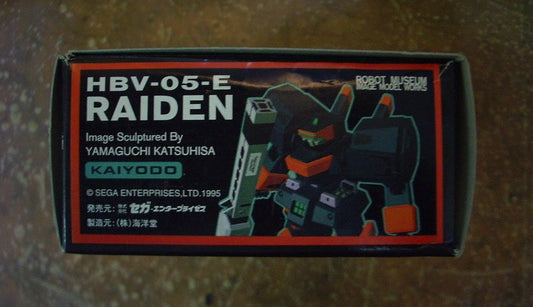 HBV-05-E
RAIDEN
ROBOT MUSEUM
IMAGE MODEL WORKS
Image Sculptured By
YAMAGUCHI KATSUHISA
KAIYODO
© SEGA ENTERPRISES,LTD.1995
発売元:株式会社 セガ・エンタープライゼス
製造元:(株)海洋堂